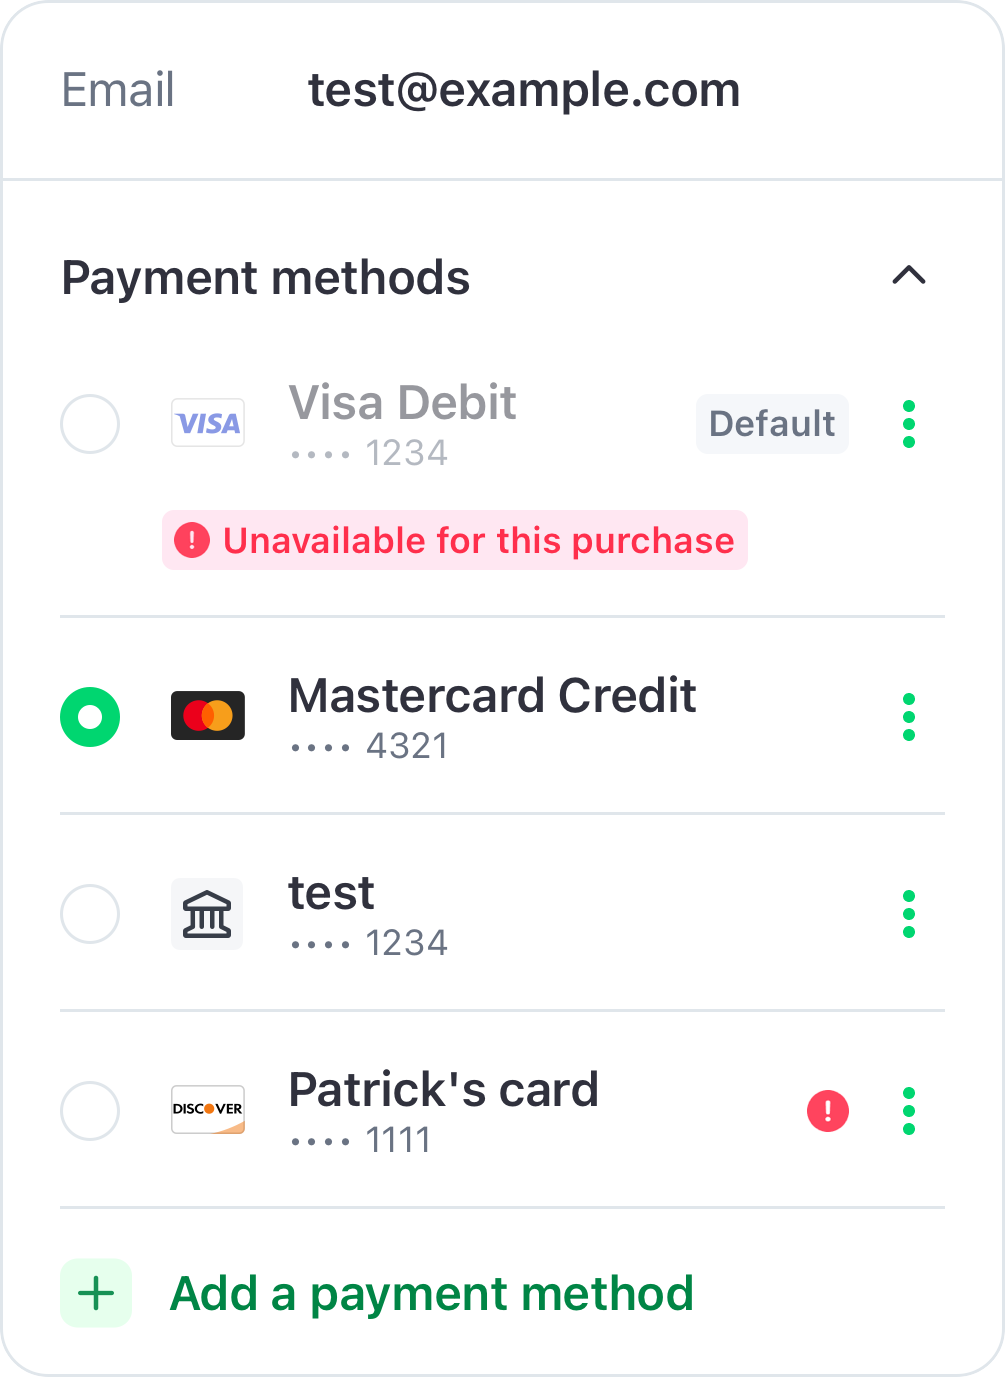 Email test@example.com
Payment methods
VISA Visa Debit Default
•••• 1234
! Unavailable for this purchase
Mastercard Credit
•••• 4321
test
•••• 1234
DISCOVER Patrick's card !
•••• 1111
+ Add a payment method